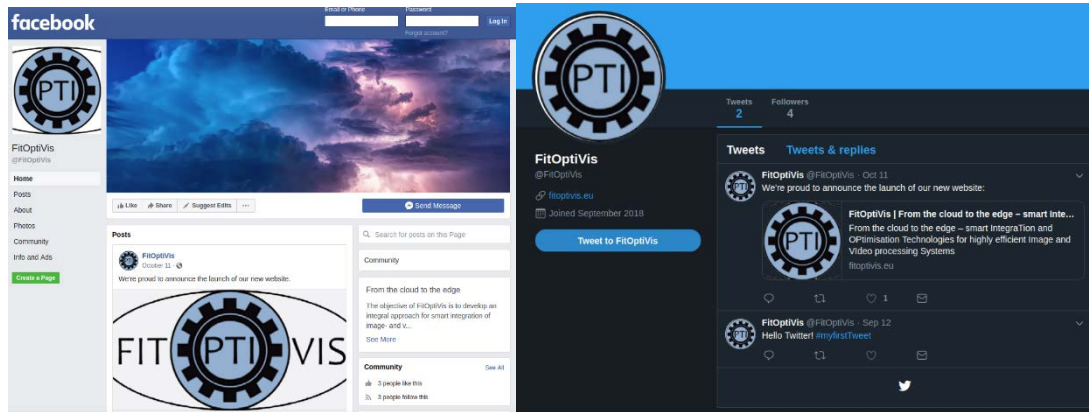 facebook
Email or Phone
Password
Log In
Forgot account?
PTI
FitOptiVis
@FitOptiVis
Home
Posts
About
Photos
Community
Info and Ads
Create a Page
Like
Share
Suggest Edits
Send Message
Posts
FitOptiVis
October 11
We're proud to announce the launch of our new website.
FIT PTI VIS
Search for posts on this Page
Community
From the cloud to the edge
The objective of FitOptiVis is to develop an
integral approach for smart integration of
image- and v...
See More
Community
See All
3 people like this
3 people follow this
PTI
FitOptiVis
@FitOptiVis
fitoptivis.eu
Joined September 2018
Tweet to FitOptiVis
Tweets
2
Followers
4
Tweets
Tweets & replies
PTI
FitOptiVis @FitOptiVis · Oct 11
We're proud to announce the launch of our new website:
PTI
FitOptiVis | From the cloud to the edge – smart Inte...
From the cloud to the edge – smart IntegraTion and
OPtimisation Technologies for highly efficient Image and
VIdeo processing Systems
fitoptivis.eu
1
PTI
FitOptiVis @FitOptiVis · Sep 12
Hello Twitter! #myfirstTweet